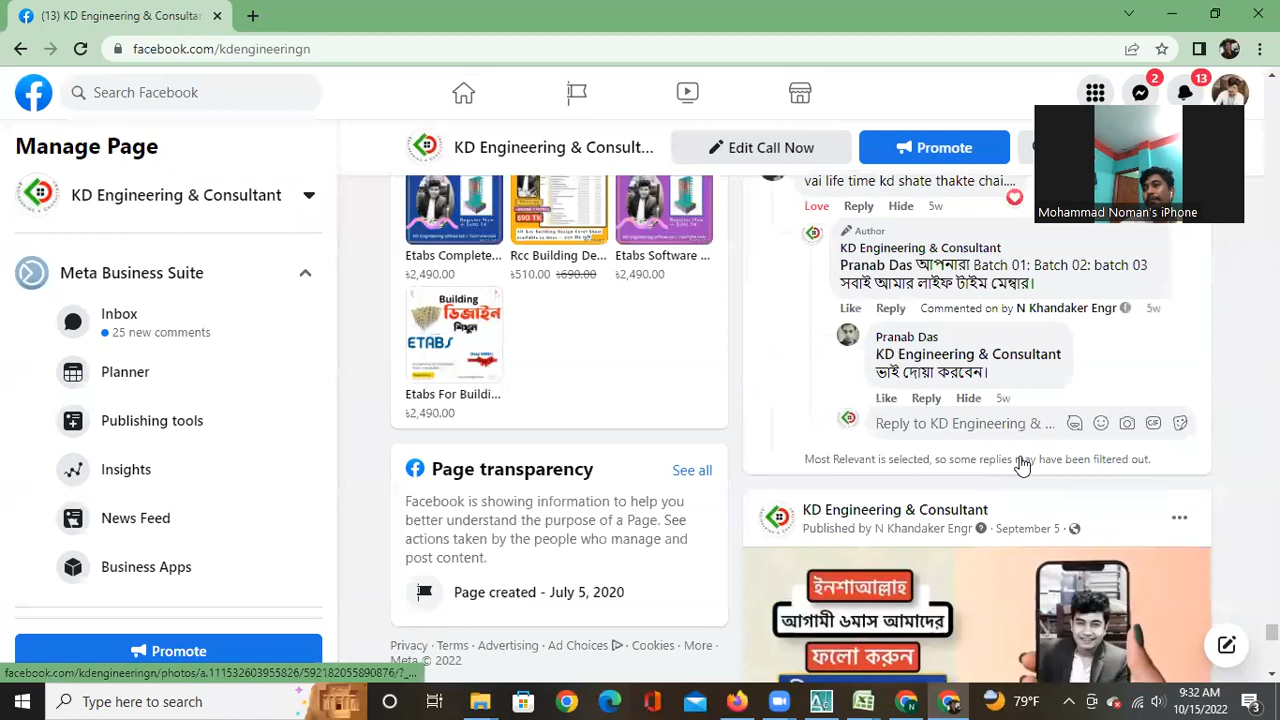 (13) KD Engineering & Consultan
facebook.com/kdengineeringn
Search Facebook
2
13
Manage Page
KD Engineering & Consult...
Edit Call Now
Promote
Mohammad Noman's iPhone
KD Engineering & Consultant
Meta Business Suite
Inbox
25 new comments
Planner
Publishing tools
Insights
News Feed
Business Apps
Promote
Etabs Complete...
৳2,490.00
Rcc Building De...
৳510.00 ৳690.00
Etabs Software ...
৳2,490.00
Building
ডিজাইন
শিখুন
ETABS
Etabs For Buildi...
৳2,490.00
Page transparency
See all
Facebook is showing information to help you
better understand the purpose of a Page. See
actions taken by the people who manage and
post content.
Page created - July 5, 2020
Privacy · Terms · Advertising · Ad Choices · Cookies · More ·
Meta © 2022
val life time kd shate thakte chai....
Love Reply Hide 5w
Author
KD Engineering & Consultant
Pranab Das আপনারা Batch 01: Batch 02: batch 03
সবাই আমার লাইফ টাইম মেম্বার।
Like Reply Commented on by N Khandaker Engr 5w
Pranab Das
KD Engineering & Consultant
ভাই দোয়া করবেন।
Like Reply Hide 5w
Reply to KD Engineering & ...
GIF
Most Relevant is selected, so some replies may have been filtered out.
KD Engineering & Consultant
Published by N Khandaker Engr · September 5 ·
ইনশাআল্লাহ
আগামী ৬মাস আমাদের
ফলো করুন
facebook.com/kdengineeringn/photos/a.111532603955826/592182055890876/?_...
Type here to search
79°F
9:32 AM
10/15/2022
3